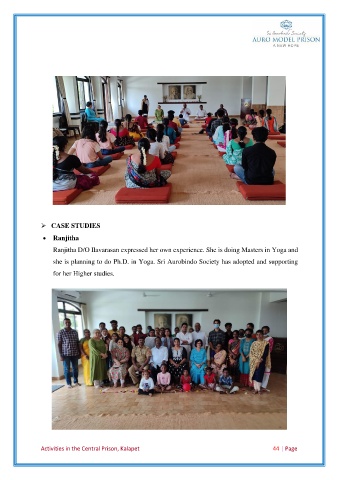 Sri Aurobindo Society
AURO MODEL PRISON
A NEW HOPE
➢ CASE STUDIES
• Ranjitha
Ranjitha D/O Ilavarasan expressed her own experience. She is doing Masters in Yoga and
she is planning to do Ph.D. in Yoga. Sri Aurobindo Society has adopted and supporting
for her Higher studies.
Activities in the Central Prison, Kalapet 44 | Page